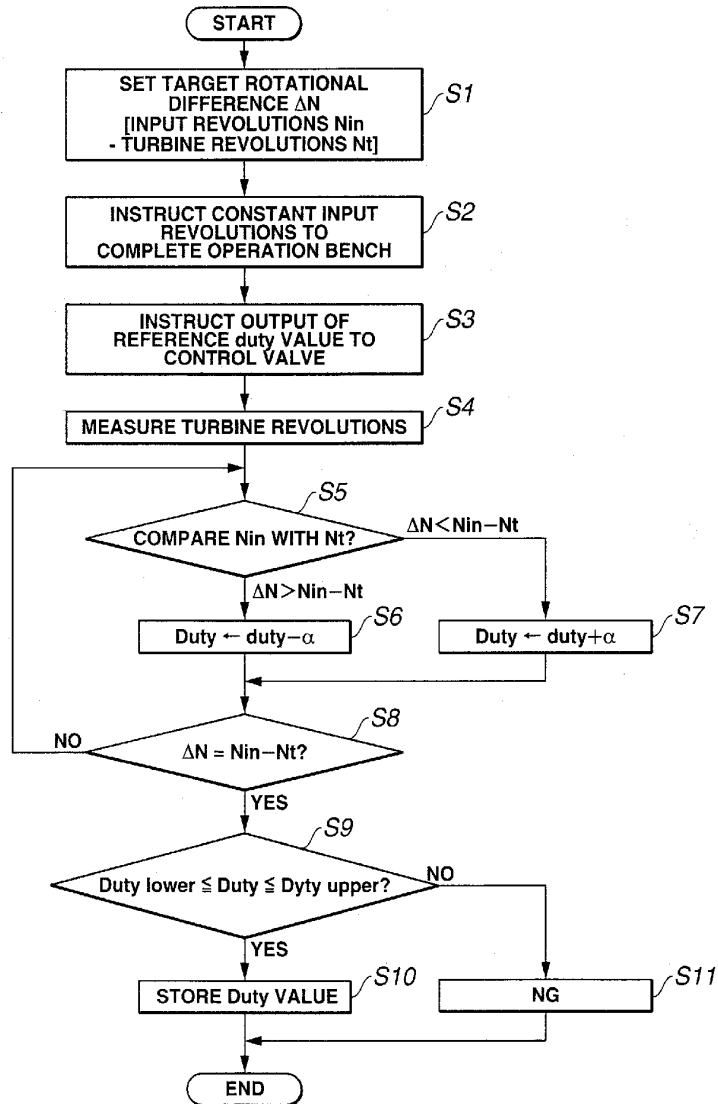 START
SET TARGET ROTATIONAL
DIFFERENCE ΔN
[INPUT REVOLUTIONS Nin
- TURBINE REVOLUTIONS Nt]
S1
INSTRUCT CONSTANT INPUT
REVOLUTIONS TO
COMPLETE OPERATION BENCH
S2
INSTRUCT OUTPUT OF
REFERENCE duty VALUE TO
CONTROL VALVE
S3
MEASURE TURBINE REVOLUTIONS
S4
COMPARE Nin WITH Nt?
S5
ΔN<Nin−Nt
ΔN>Nin−Nt
Duty ← duty−α
S6
Duty ← duty+α
S7
ΔN = Nin−Nt?
S8
NO
YES
Duty lower ≦ Duty ≦ Dyty upper?
S9
NO
YES
STORE Duty VALUE
S10
NG
S11
END